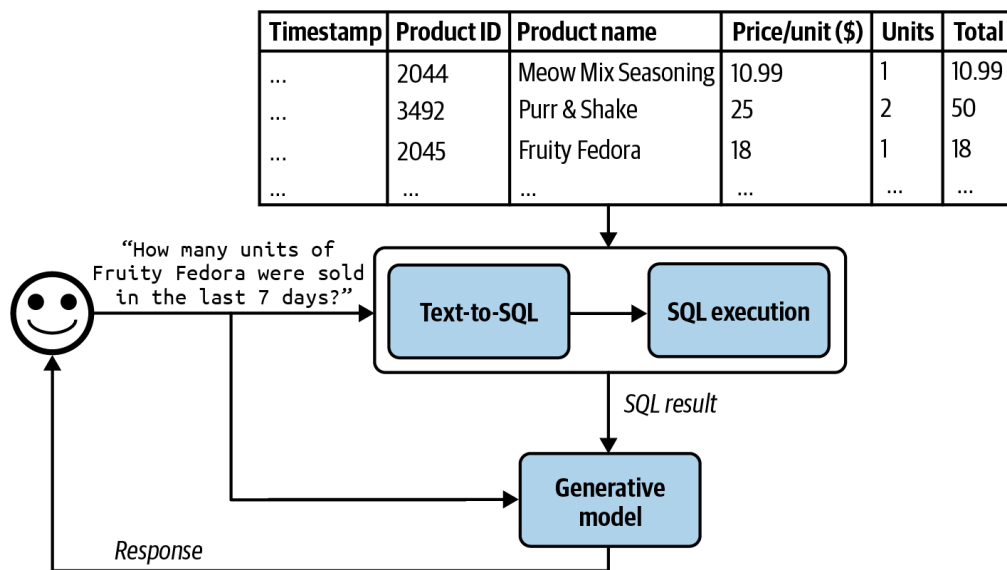 Timestamp Product ID Product name Price/unit ($) Units Total
... 2044 Meow Mix Seasoning 10.99 1 10.99
... 3492 Purr & Shake 25 2 50
... 2045 Fruity Fedora 18 1 18
... ... ... ... ... ...
“How many units of
Fruity Fedora were sold
in the last 7 days?”
Text-to-SQL
SQL execution
SQL result
Generative
model
Response